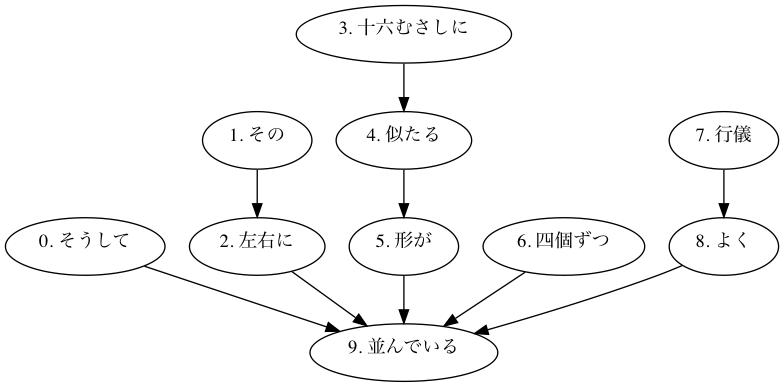 3. 十六むさしに
1. その
4. 似たる
7. 行儀
0. そうして
2. 左右に
5. 形が
6. 四個ずつ
8. よく
9. 並んでいる